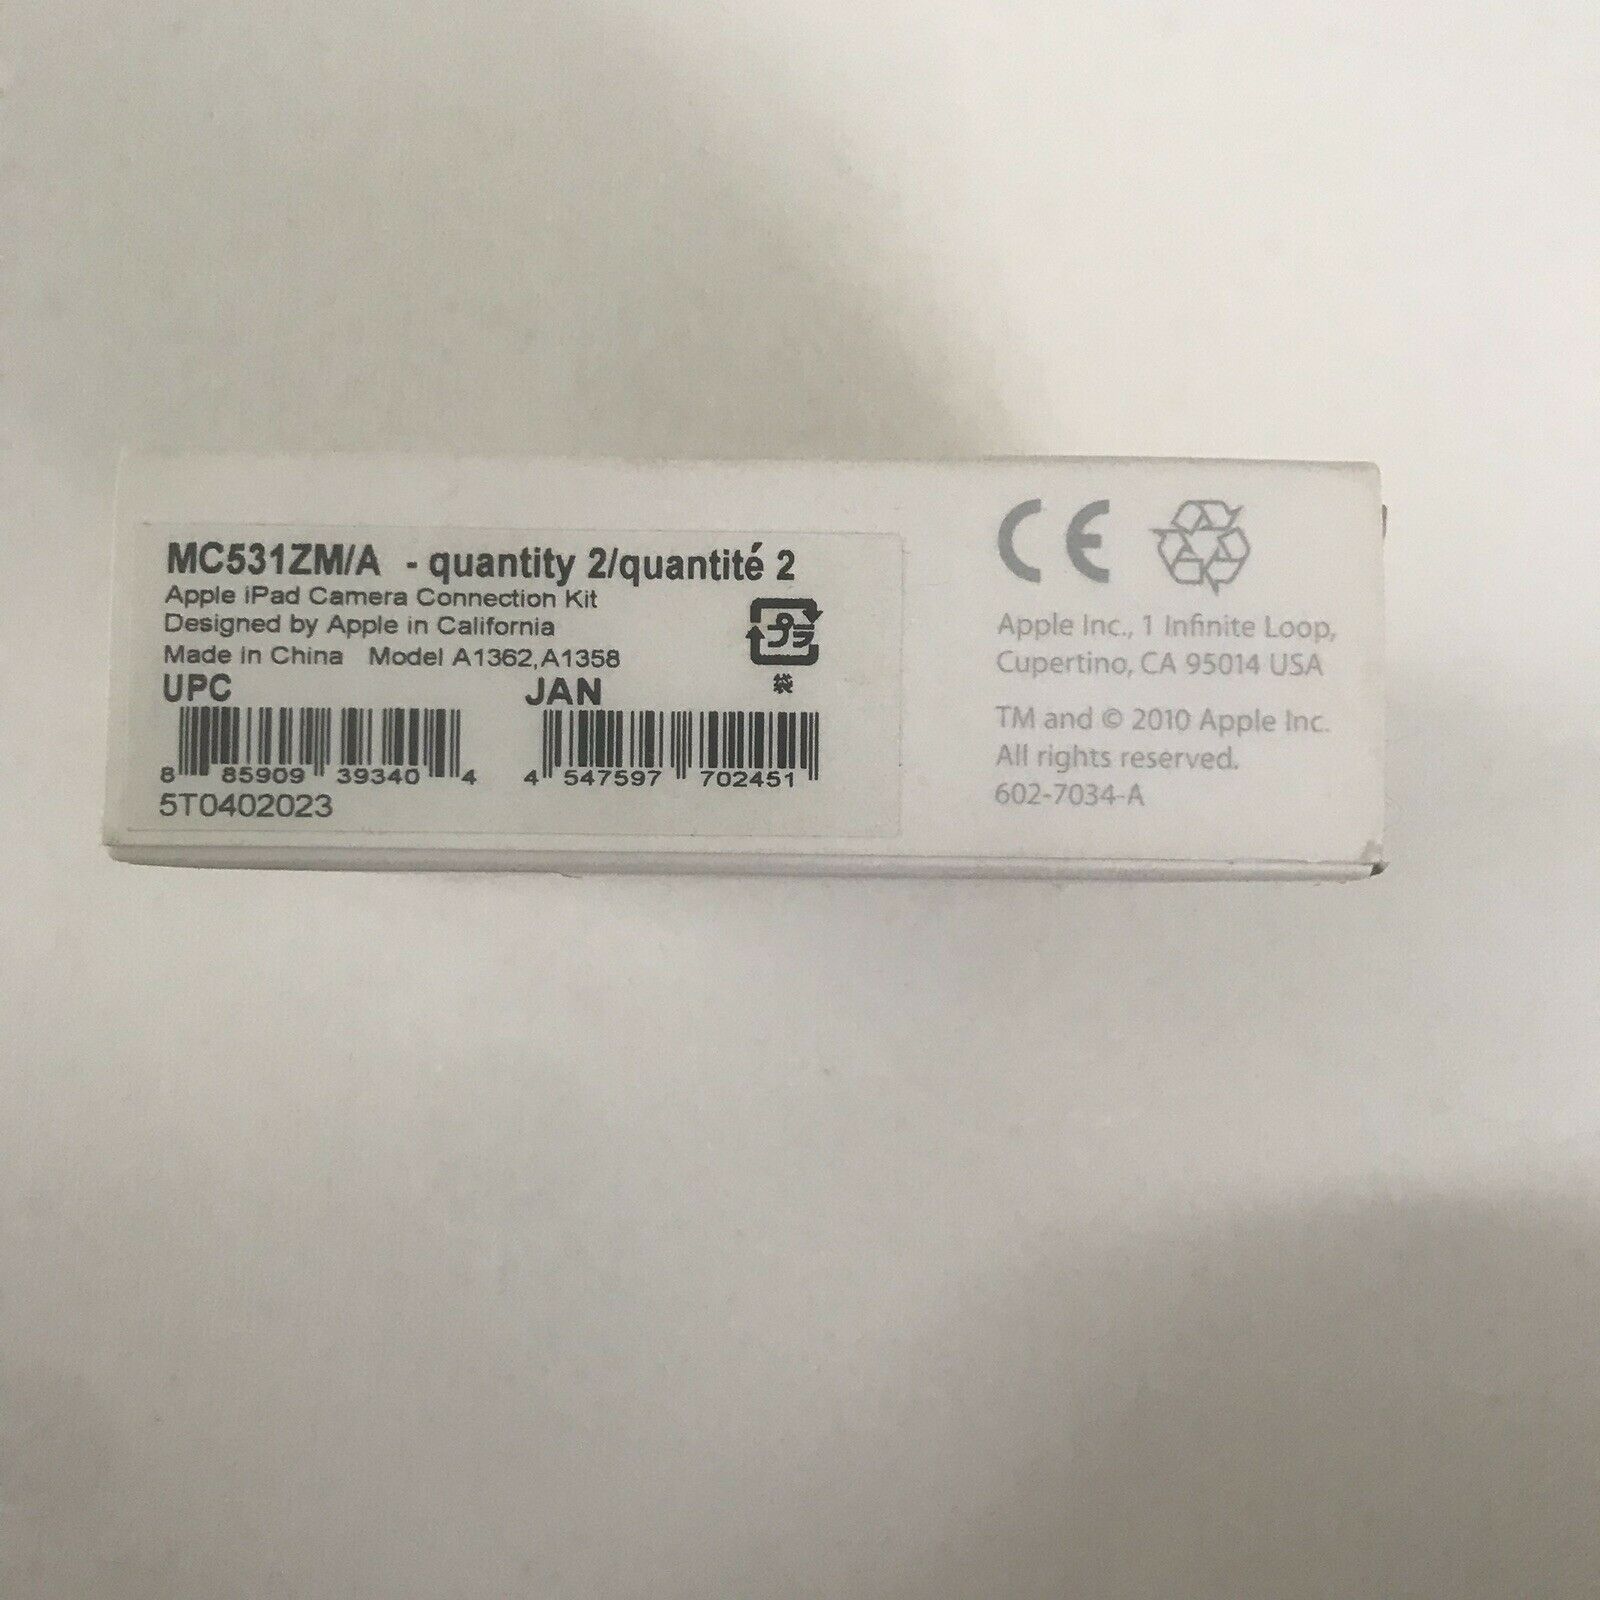 MC531ZM/A - quantity 2/quantité 2
Apple iPad Camera Connection Kit
Designed by Apple in California
Made in China Model A1362,A1358
プラ
袋
UPC
8 85909 39340 4
JAN
4 547597 702451
5T0402023
CE
Apple Inc., 1 Infinite Loop,
Cupertino, CA 95014 USA
TM and © 2010 Apple Inc.
All rights reserved.
602-7034-A